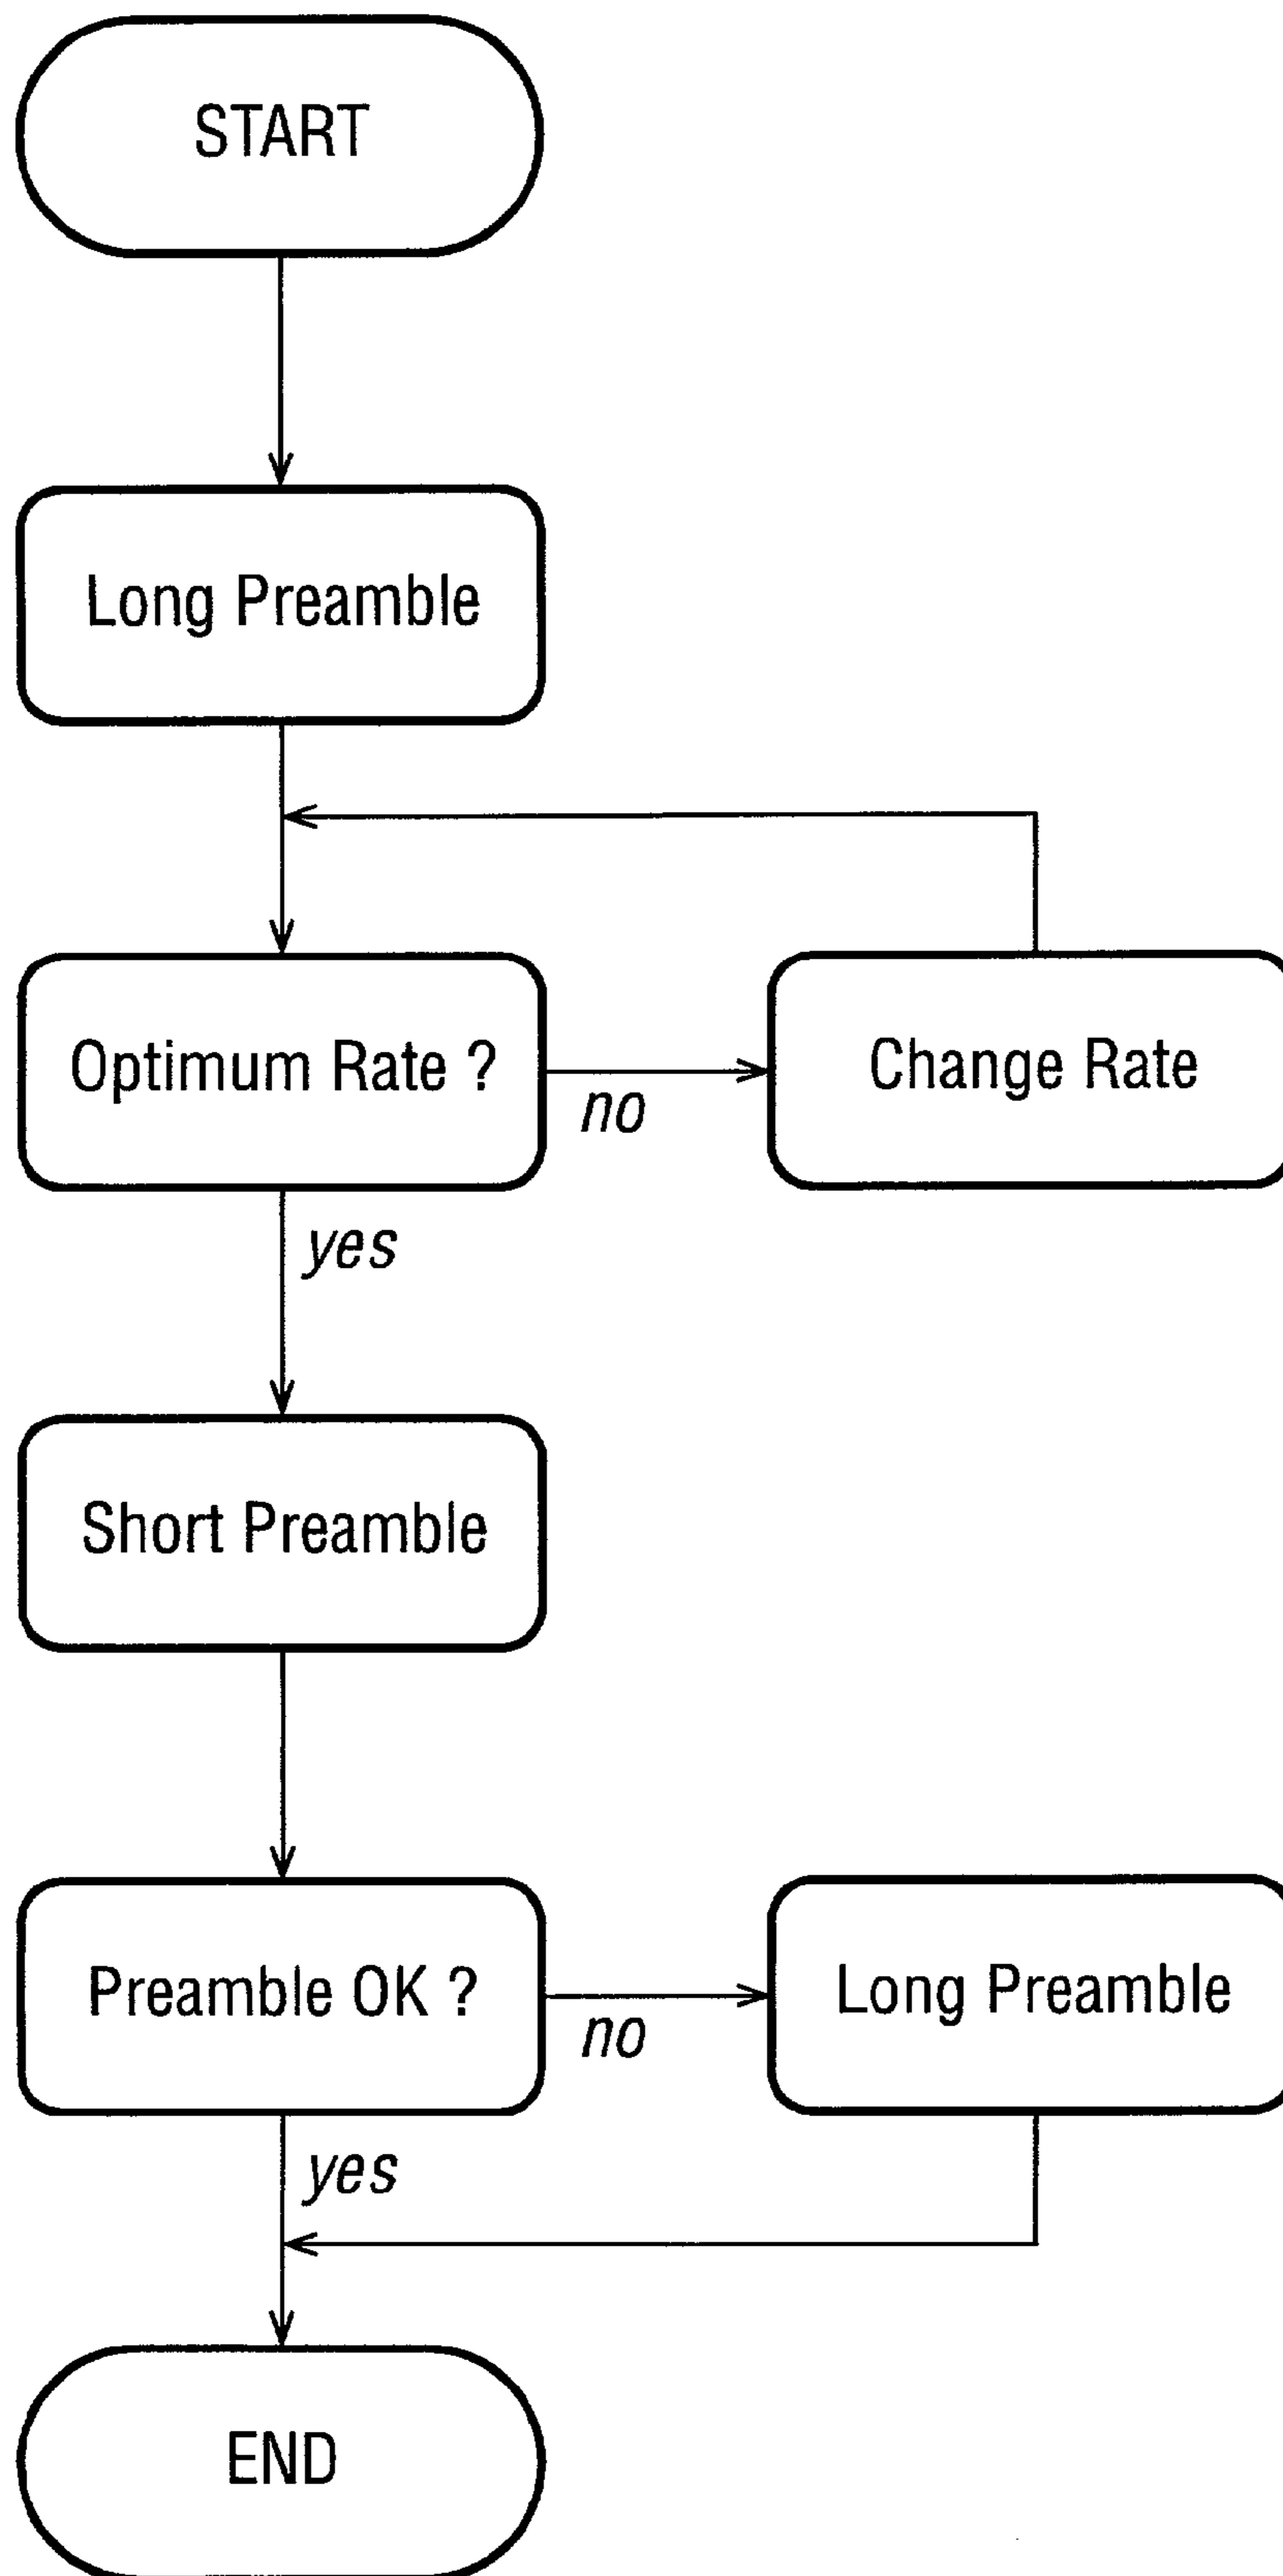 START
Long Preamble
Optimum Rate ?
no
Change Rate
yes
Short Preamble
Preamble OK ?
no
Long Preamble
yes
END